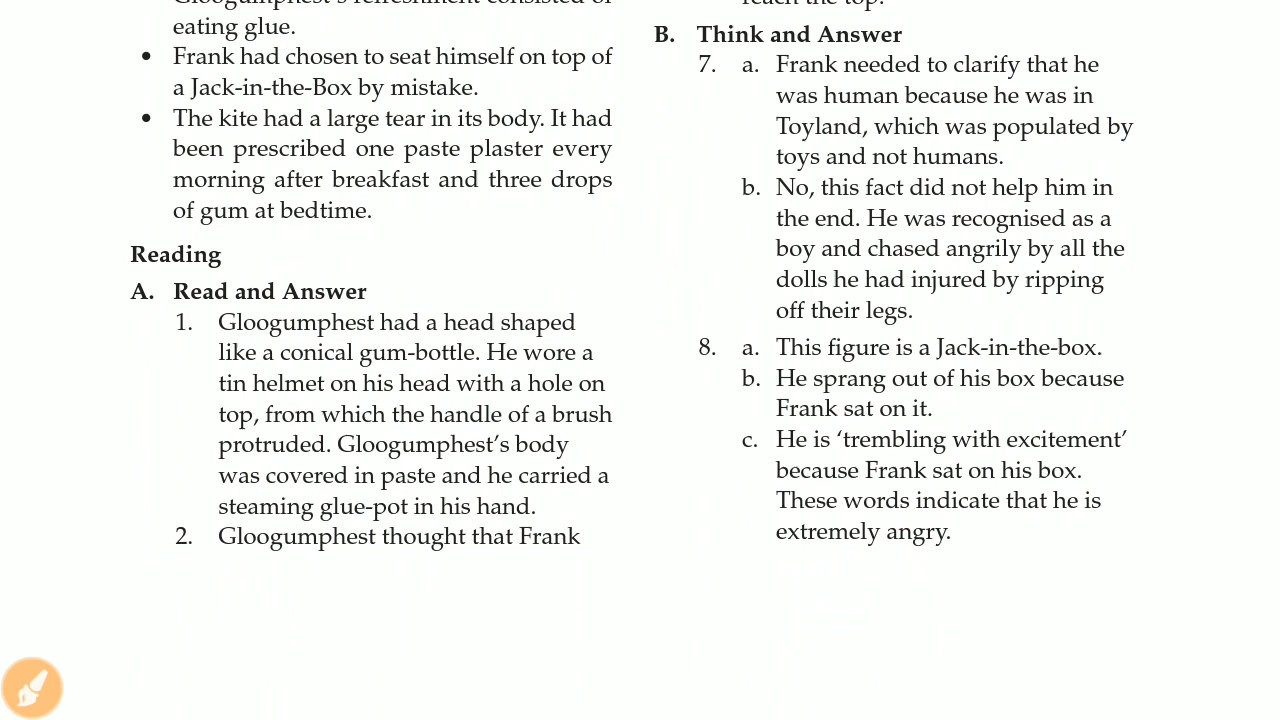 Gloogumphest's refreshment consisted of
eating glue.
• Frank had chosen to seat himself on top of
a Jack-in-the-Box by mistake.
• The kite had a large tear in its body. It had
been prescribed one paste plaster every
morning after breakfast and three drops
of gum at bedtime.
Reading
A. Read and Answer
1. Gloogumphest had a head shaped
like a conical gum-bottle. He wore a
tin helmet on his head with a hole on
top, from which the handle of a brush
protruded. Gloogumphest's body
was covered in paste and he carried a
steaming glue-pot in his hand.
2. Gloogumphest thought that Frank
reach the top.
B. Think and Answer
7. a. Frank needed to clarify that he
was human because he was in
Toyland, which was populated by
toys and not humans.
b. No, this fact did not help him in
the end. He was recognised as a
boy and chased angrily by all the
dolls he had injured by ripping
off their legs.
8. a. This figure is a Jack-in-the-box.
b. He sprang out of his box because
Frank sat on it.
c. He is ‘trembling with excitement’
because Frank sat on his box.
These words indicate that he is
extremely angry.